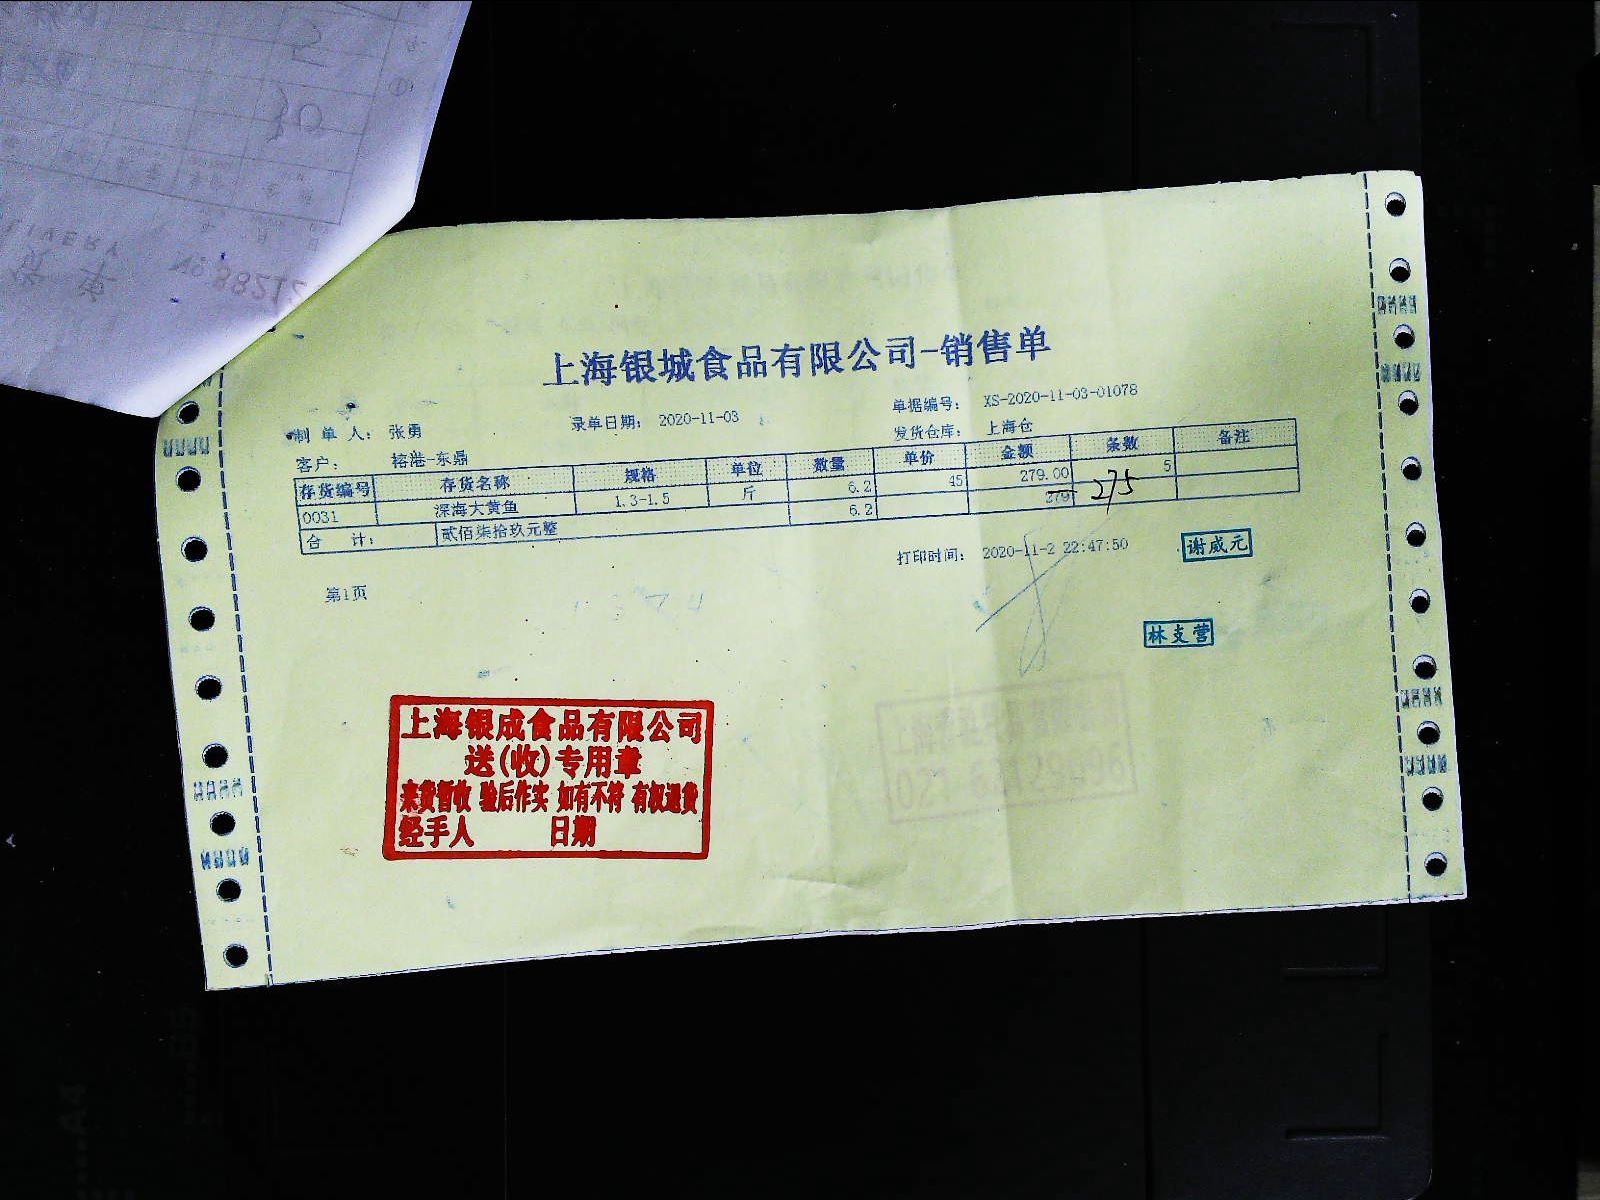 LIVERY
No 98212
上海银城食品有限公司-销售单
制 单 人: 张勇 录单日期: 2020-11-03 单据编号: XS-2020-11-03-01078
客户: 榕港-东鼎 发货仓库: 上海仓
存货编号 存货名称 规格 单位 数量 单价 金额 条数 备注
0031 深海大黄鱼 1.3-1.5 斤 6.2 45 279.00 5
合 计: 贰佰柒拾玖元整 6.2 279 275
打印时间: 2020-11-2 22:47:50
谢威元
第1页
林支营
上海银成食品有限公司
送(收)专用章
来货暂收 验后作实 如有不符 有权退货
经手人 日期